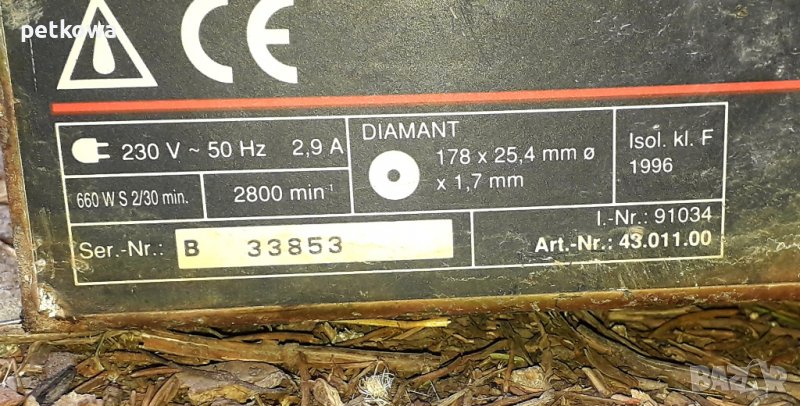 petkowa
CE
230 V ~ 50 Hz 2,9 A
660 W S 2/30 min.
2800 min⁻¹
DIAMANT
178 x 25,4 mm ø
x 1,7 mm
Isol. kl. F
1996
Ser.-Nr.: B 33853
I.-Nr.: 91034
Art.-Nr.: 43.011.00
BAZAR